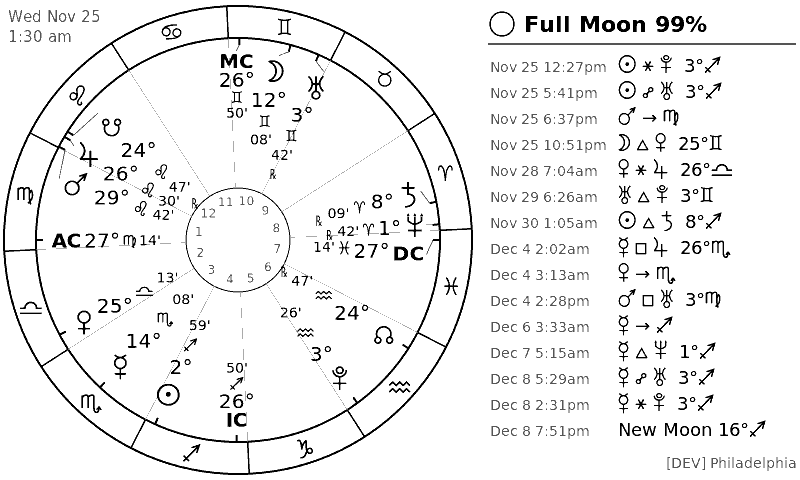 Wed Nov 25
1:30 am
Full Moon 99%
Nov 25 12:27pm ☉ ⚹ ♇ 3°♐
Nov 25 5:41pm ☉ ☍ ♅ 3°♐
Nov 25 6:37pm ♂ → ♍
Nov 25 10:51pm ☽ △ ♀ 25°♊
Nov 28 7:04am ♀ ⚹ ♃ 26°♎
Nov 29 6:26am ♅ △ ♇ 3°♊
Nov 30 1:05am ☉ △ ♄ 8°♐
Dec 4 2:02am ☿ □ ♃ 26°♏
Dec 4 3:13am ♀ → ♏
Dec 4 2:28pm ♂ □ ♅ 3°♍
Dec 6 3:33am ☿ → ♐
Dec 7 5:15am ☿ △ ♆ 1°♐
Dec 8 5:29am ☿ ☍ ♅ 3°♐
Dec 8 2:31pm ☿ ⚹ ♇ 3°♐
Dec 8 7:51pm New Moon 16°♐
[DEV] Philadelphia
MC 26° ♊ 50'
☽ 12° ♊ 08'
♅ 3° ♊ 42' ℞
☋ 24° ♌ 47' ℞
♃ 26° ♌ 30'
♂ 29° ♌ 42'
♄ 8° ♈ 09' ℞
♆ 1° ♈ 42' ℞
DC 27° ♓ 14'
AC 27° ♍ 14'
♀ 25° ♎ 13'
☿ 14° ♏ 08'
☉ 2° ♐ 59'
IC 26° ♐ 50'
♇ 3° ♒ 26'
☊ 24° ♒ 47' ℞
♈
♉
♊
♋
♌
♍
♎
♏
♐
♑
♒
♓
1
2
3
4
5
6
7
8
9
10
11
12